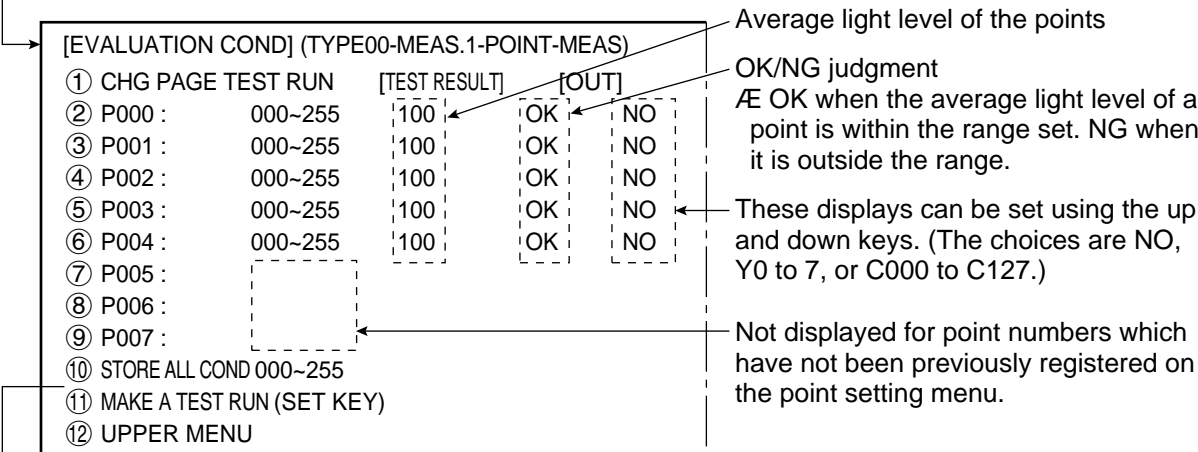 [EVALUATION COND] (TYPE00-MEAS.1-POINT-MEAS)
① CHG PAGE TEST RUN [TEST RESULT] [OUT]
② P000 : 000~255 100 OK NO
③ P001 : 000~255 100 OK NO
④ P002 : 000~255 100 OK NO
⑤ P003 : 000~255 100 OK NO
⑥ P004 : 000~255 100 OK NO
⑦ P005 :
⑧ P006 :
⑨ P007 :
⑩ STORE ALL COND 000~255
⑪ MAKE A TEST RUN (SET KEY)
⑫ UPPER MENU
Average light level of the points
OK/NG judgment
Æ OK when the average light level of a
point is within the range set. NG when
it is outside the range.
These displays can be set using the up
and down keys. (The choices are NO,
Y0 to 7, or C000 to C127.)
Not displayed for point numbers which
have not been previously registered on
the point setting menu.